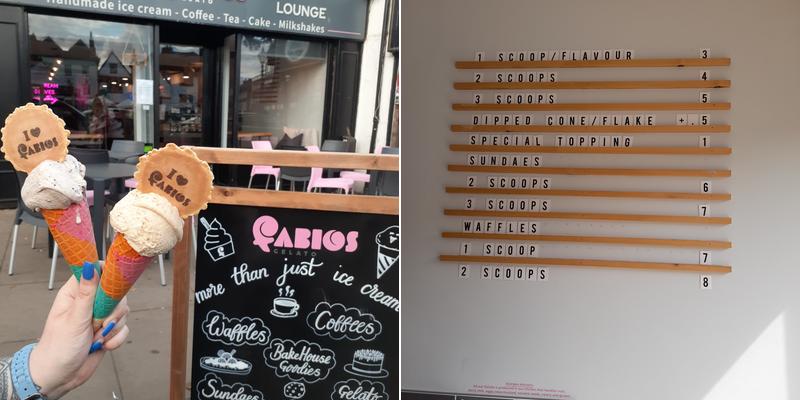 LOUNGE
Handmade ice cream - Coffee - Tea - Cake - Milkshakes
I ♥ FABIOS
I ♥ FABIOS
FABIOS
GELATO
more than just ice cream
Waffles
Coffees
BakeHouse Goodies
Sundaes
Gelato
1 SCOOP/FLAVOUR 3
2 SCOOPS 4
3 SCOOPS 5
DIPPED CONE/FLAKE +.5
SPECIAL TOPPING 1
SUNDAES
2 SCOOPS 6
3 SCOOPS 7
WAFFLES
1 SCOOP 7
2 SCOOPS 8